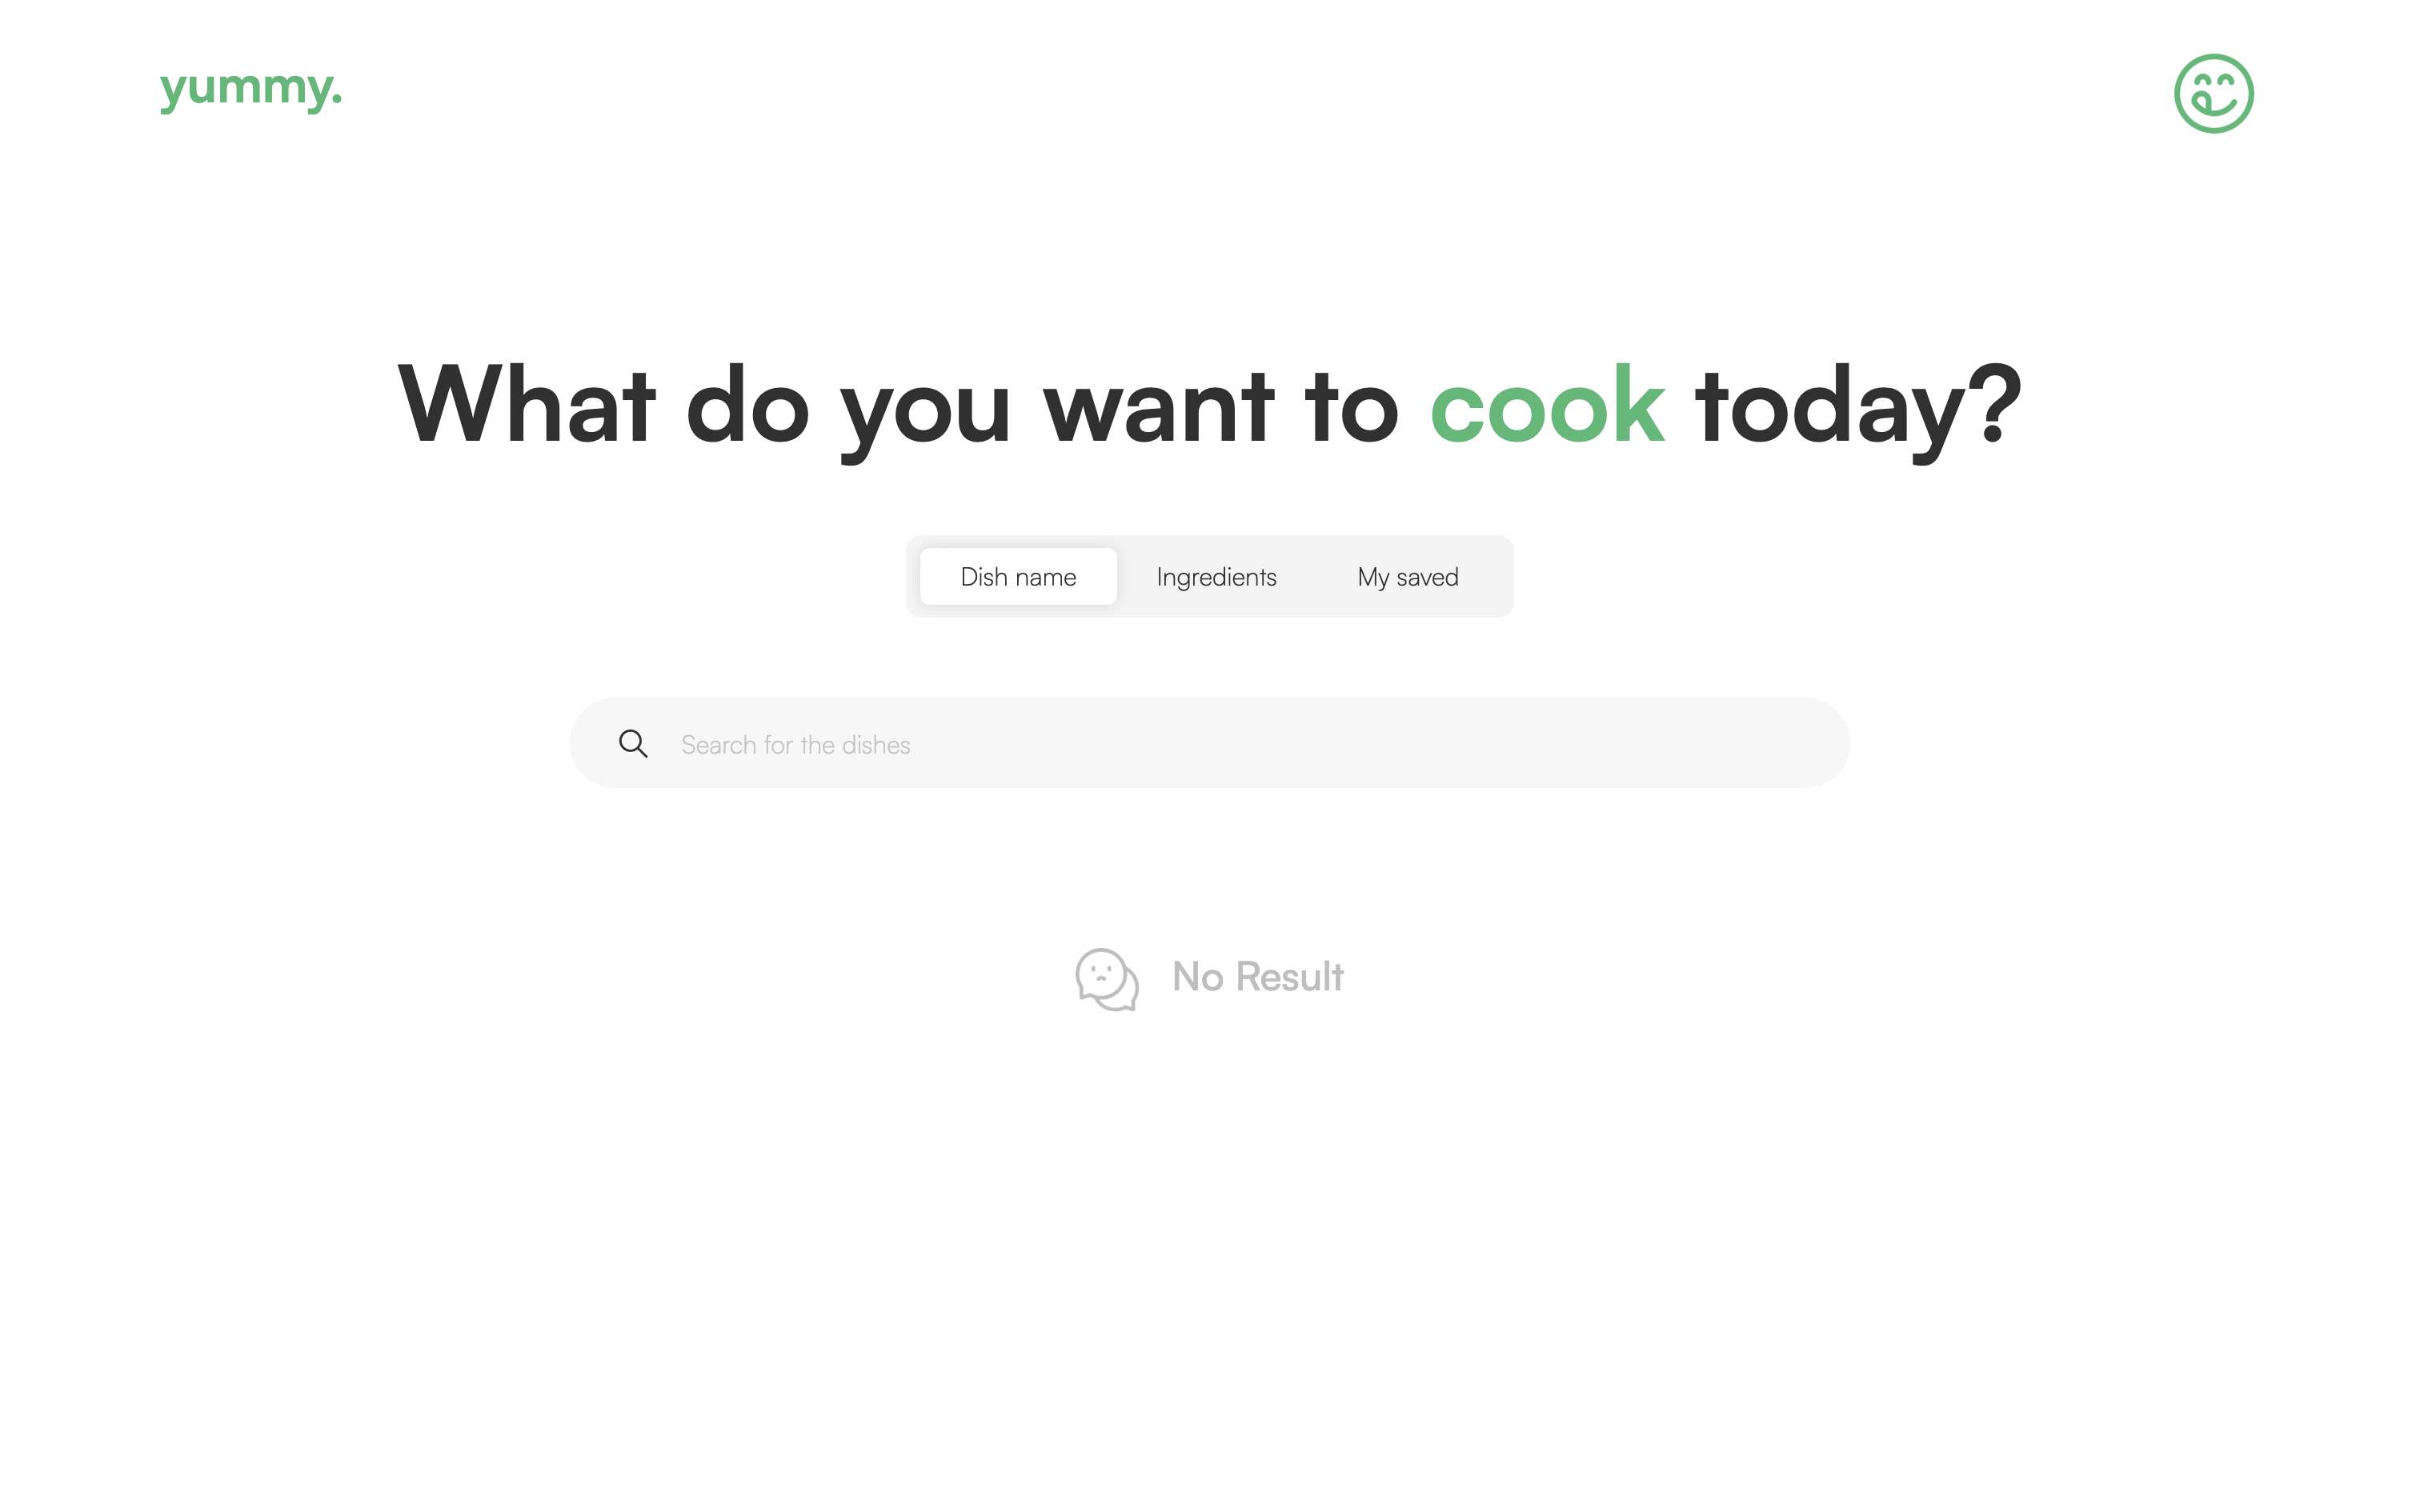 yummy.
What do you want to cook today?
Dish name Ingredients My saved
Search for the dishes
No Result